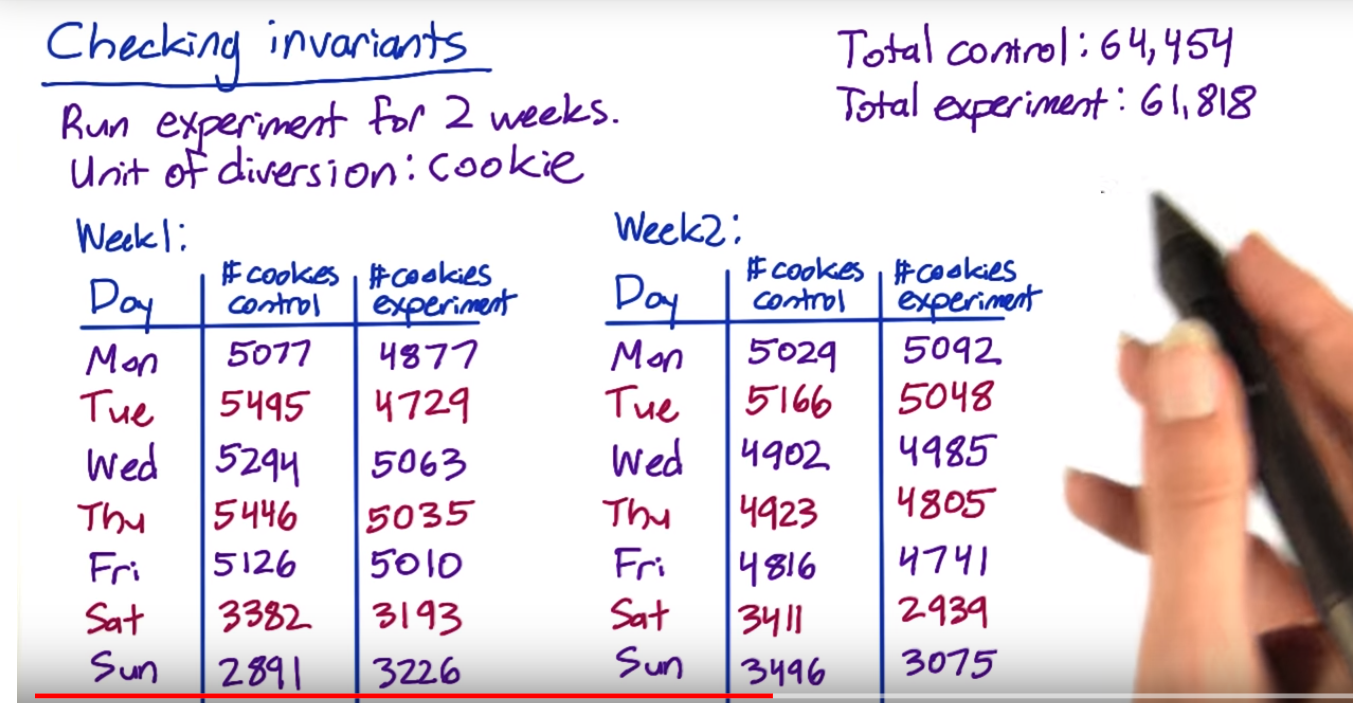 Checking invariants
Run experiment for 2 weeks.
Unit of diversion: cookie
Total control: 64,454
Total experiment: 61,818
Week1:
Day # cookies control # cookies experiment
Mon 5077 4877
Tue 5495 4729
Wed 5294 5063
Thu 5446 5035
Fri 5126 5010
Sat 3382 3193
Sun 2891 3226
Week2:
Day # cookies control # cookies experiment
Mon 5029 5092
Tue 5166 5048
Wed 4902 4985
Thu 4923 4805
Fri 4816 4741
Sat 3411 2939
Sun 3496 3075